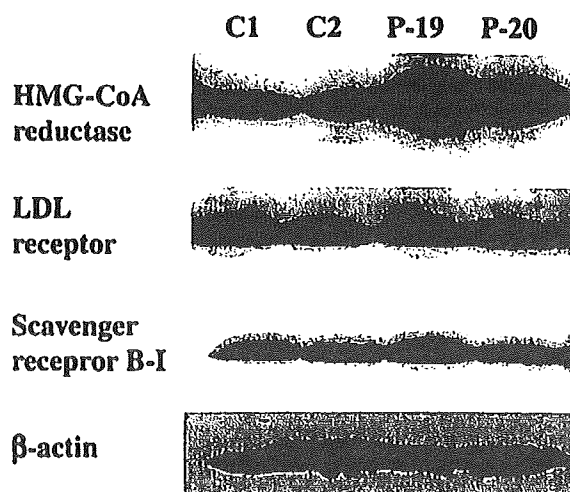 C1 C2 P-19 P-20
HMG-CoA
reductase
LDL
receptor
Scavenger
recepror B-I
β-actin